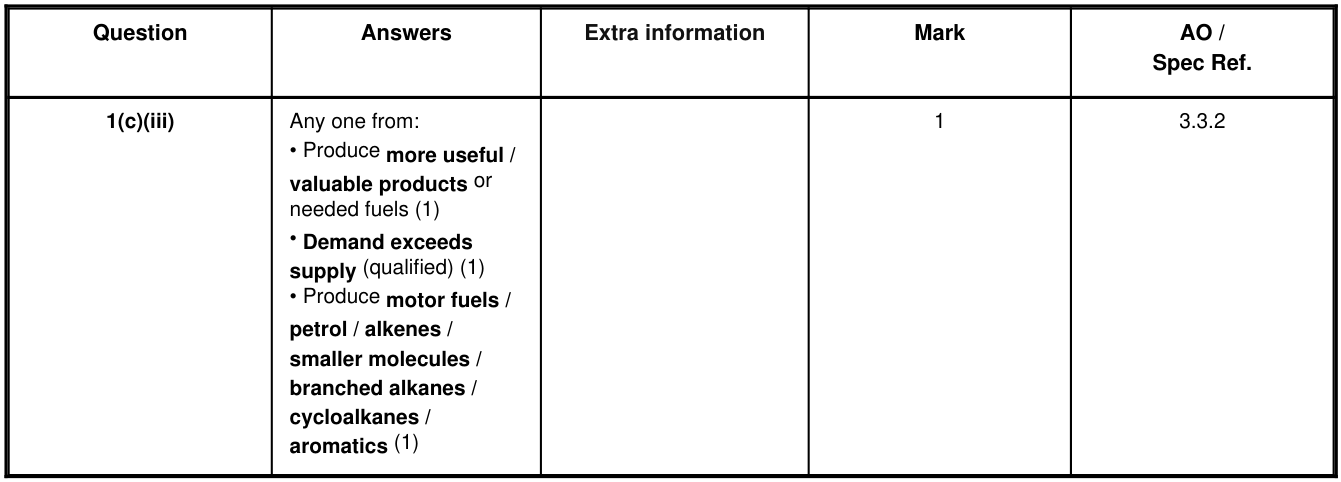 Question Answers Extra information Mark AO /
Spec Ref.
1(c)(iii) Any one from: 1 3.3.2
• Produce more useful /
valuable products or
needed fuels (1)
• Demand exceeds
supply (qualified) (1)
• Produce motor fuels /
petrol / alkenes /
smaller molecules /
branched alkanes /
cycloalkanes /
aromatics (1)